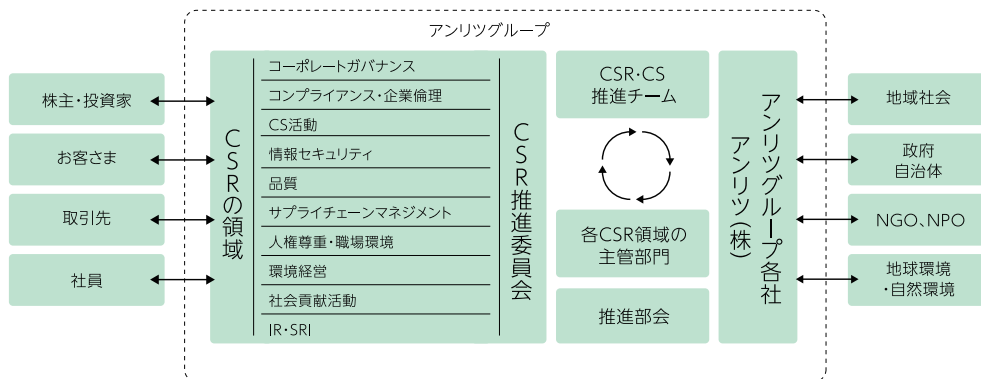 アンリツグループ
株主・投資家
お客さま
取引先
社員
CSRの領域
コーポレートガバナンス
コンプライアンス・企業倫理
CS活動
情報セキュリティ
品質
サプライチェーンマネジメント
人権尊重・職場環境
環境経営
社会貢献活動
IR・SRI
CSR推進委員会
CSR・CS
推進チーム
各CSR領域の
主管部門
推進部会
アンリツグループ各社
アンリツ(株)
地域社会
政府
自治体
NGO、NPO
地球環境
・自然環境